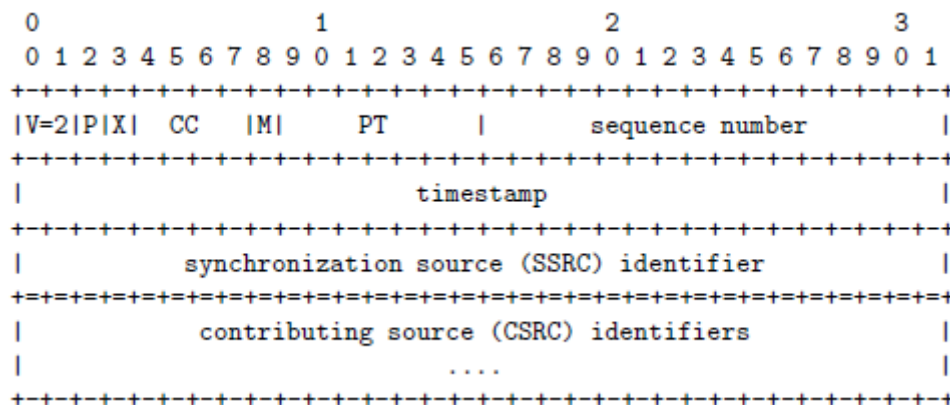 0                   1                   2                   3
0 1 2 3 4 5 6 7 8 9 0 1 2 3 4 5 6 7 8 9 0 1 2 3 4 5 6 7 8 9 0 1
+-+-+-+-+-+-+-+-+-+-+-+-+-+-+-+-+-+-+-+-+-+-+-+-+-+-+-+-+-+-+-+-+
|V=2|P|X|  CC   |M|     PT      |       sequence number         |
+-+-+-+-+-+-+-+-+-+-+-+-+-+-+-+-+-+-+-+-+-+-+-+-+-+-+-+-+-+-+-+-+
|                           timestamp                           |
+-+-+-+-+-+-+-+-+-+-+-+-+-+-+-+-+-+-+-+-+-+-+-+-+-+-+-+-+-+-+-+-+
|           synchronization source (SSRC) identifier            |
+=+=+=+=+=+=+=+=+=+=+=+=+=+=+=+=+=+=+=+=+=+=+=+=+=+=+=+=+=+=+=+=+
|            contributing source (CSRC) identifiers             |
|                             ....                              |
+-+-+-+-+-+-+-+-+-+-+-+-+-+-+-+-+-+-+-+-+-+-+-+-+-+-+-+-+-+-+-+-+